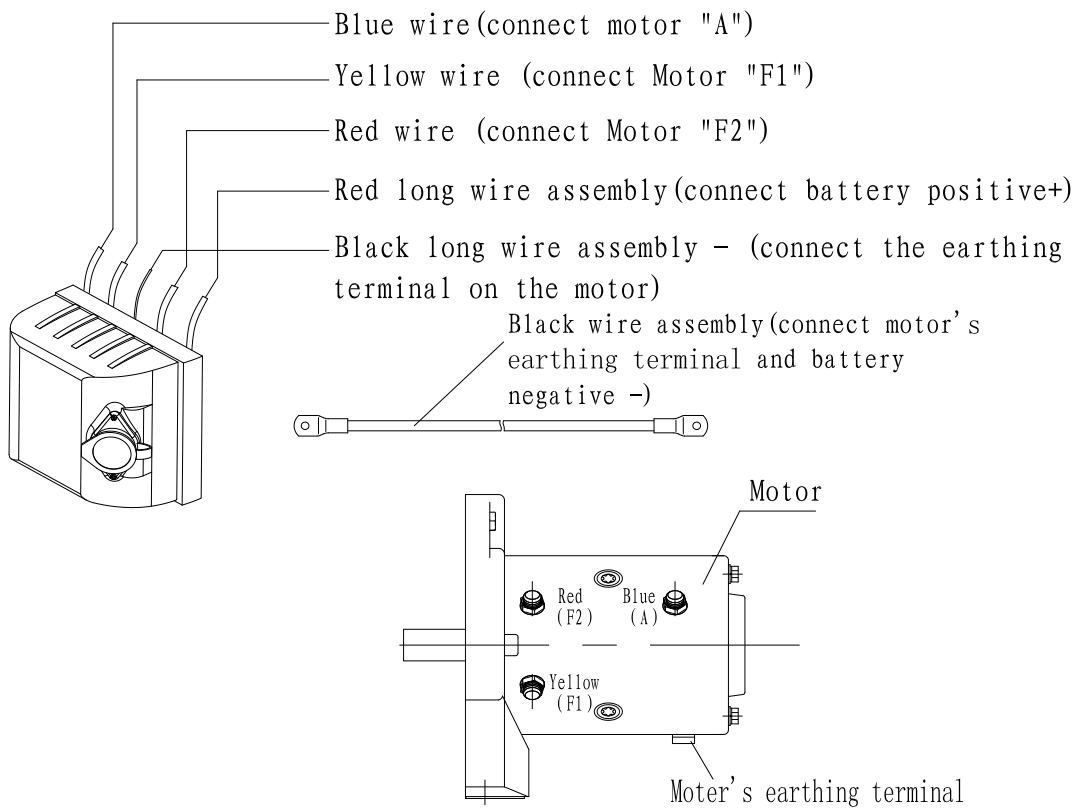 Blue wire(connect motor "A")
Yellow wire (connect Motor "F1")
Red wire (connect Motor "F2")
Red long wire assembly(connect battery positive+)
Black long wire assembly - (connect the earthing
terminal on the motor)
Black wire assembly(connect motor's
earthing terminal and battery
negative -)
Motor
Red
(F2)
Blue
(A)
Yellow
(F1)
Moter's earthing terminal